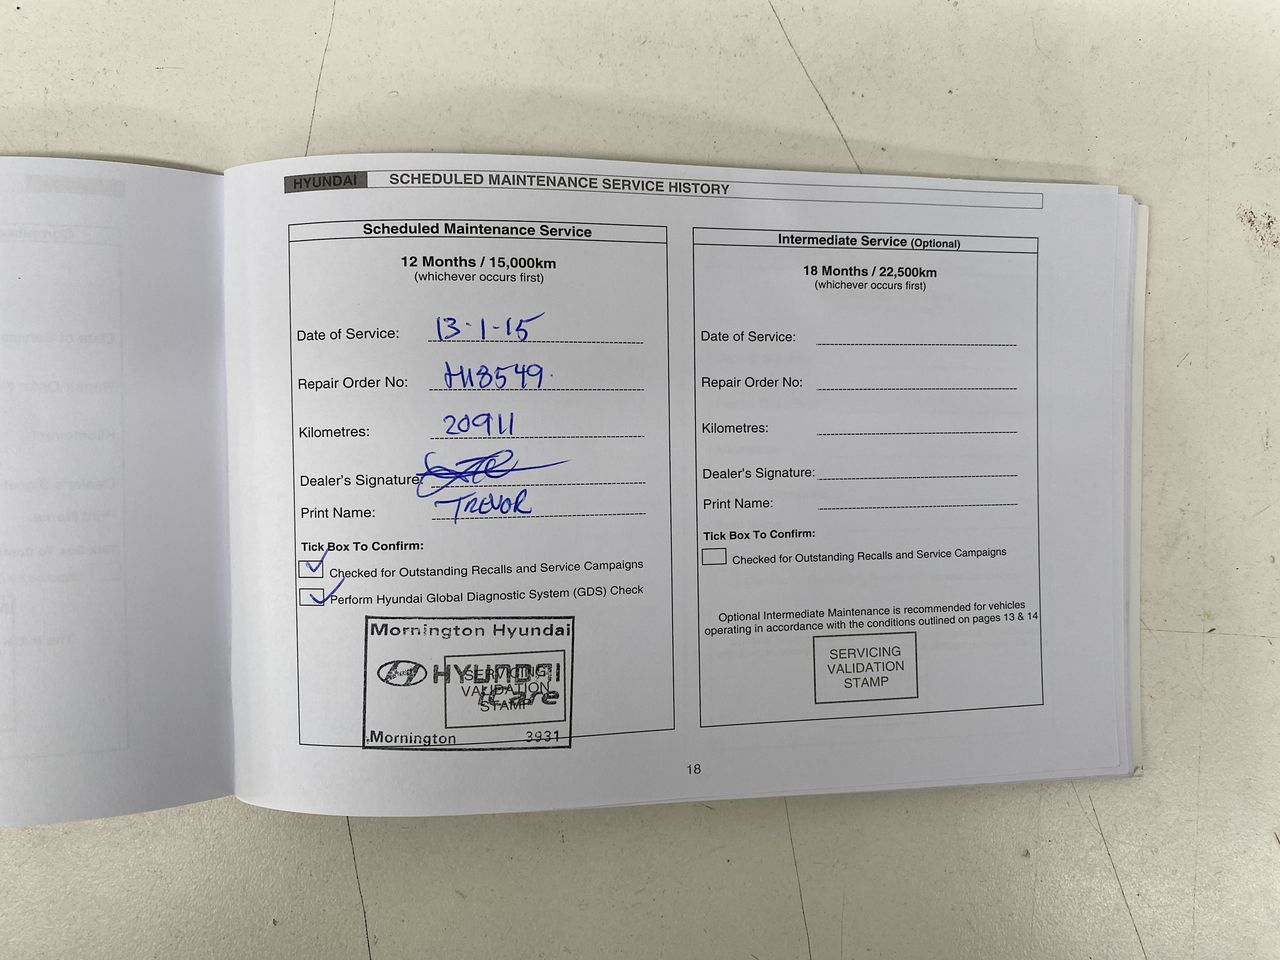 HYUNDAI SCHEDULED MAINTENANCE SERVICE HISTORY
Scheduled Maintenance Service
12 Months / 15,000km
(whichever occurs first)
Date of Service: 13-1-15
Repair Order No: H18549
Kilometres: 20911
Dealer's Signature:
Print Name: TREVOR
Tick Box To Confirm:
Checked for Outstanding Recalls and Service Campaigns
Perform Hyundai Global Diagnostic System (GDS) Check
Mornington Hyundai
HYUNDAI
iCare
SERVICING
VALIDATION
STAMP
Mornington 3931
Intermediate Service (Optional)
18 Months / 22,500km
(whichever occurs first)
Date of Service:
Repair Order No:
Kilometres:
Dealer's Signature:
Print Name:
Tick Box To Confirm:
Checked for Outstanding Recalls and Service Campaigns
Optional Intermediate Maintenance is recommended for vehicles
operating in accordance with the conditions outlined on pages 13 & 14
SERVICING
VALIDATION
STAMP
18